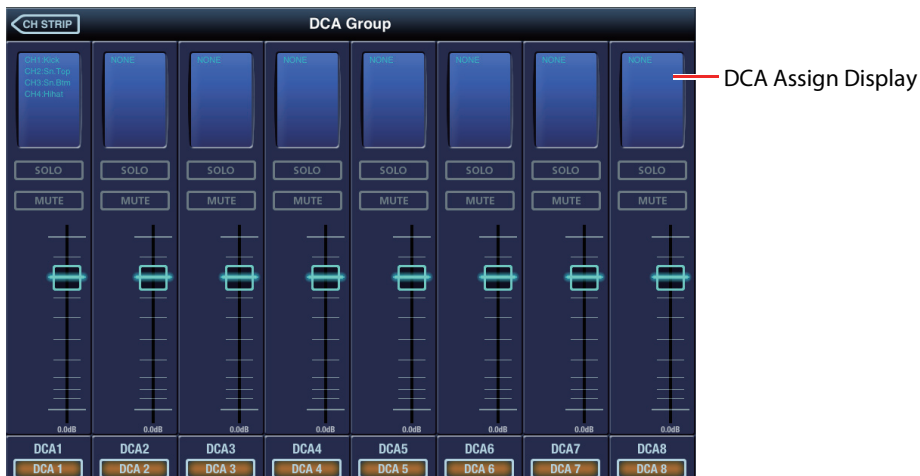 CH STRIP DCA Group
CH1:Kick NONE NONE NONE NONE NONE NONE NONE
CH2:Sn.Top
CH3:Sn.Btm
CH4:Hihat
DCA Assign Display
SOLO SOLO SOLO SOLO SOLO SOLO SOLO SOLO
MUTE MUTE MUTE MUTE MUTE MUTE MUTE MUTE
0.0dB 0.0dB 0.0dB 0.0dB 0.0dB 0.0dB 0.0dB 0.0dB
DCA1 DCA2 DCA3 DCA4 DCA5 DCA6 DCA7 DCA8
DCA 1 DCA 2 DCA 3 DCA 4 DCA 5 DCA 6 DCA 7 DCA 8